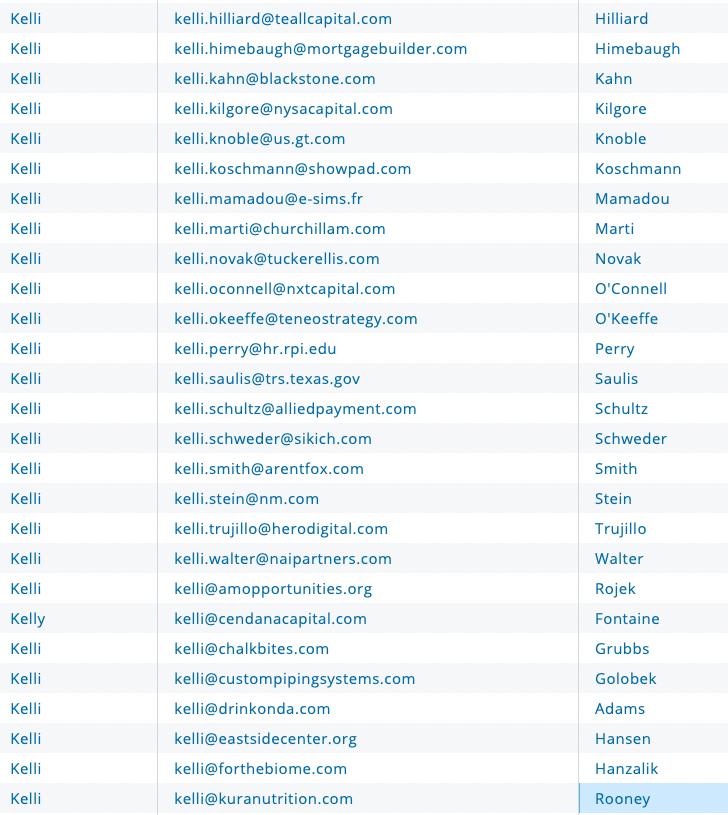 Kelli kelli.hilliard@teallcapital.com Hilliard
Kelli kelli.himebaugh@mortgagebuilder.com Himebaugh
Kelli kelli.kahn@blackstone.com Kahn
Kelli kelli.kilgore@nysacapital.com Kilgore
Kelli kelli.knoble@us.gt.com Knoble
Kelli kelli.koschmann@showpad.com Koschmann
Kelli kelli.mamadou@e-sims.fr Mamadou
Kelli kelli.marti@churchillam.com Marti
Kelli kelli.novak@tuckerellis.com Novak
Kelli kelli.oconnell@nxtcapital.com O'Connell
Kelli kelli.okeeffe@teneostrategy.com O'Keeffe
Kelli kelli.perry@hr.rpi.edu Perry
Kelli kelli.saulis@trs.texas.gov Saulis
Kelli kelli.schultz@alliedpayment.com Schultz
Kelli kelli.schweder@sikich.com Schweder
Kelli kelli.smith@arentfox.com Smith
Kelli kelli.stein@nm.com Stein
Kelli kelli.trujillo@herodigital.com Trujillo
Kelli kelli.walter@naipartners.com Walter
Kelli kelli@amopportunities.org Rojek
Kelly kelli@cendanacapital.com Fontaine
Kelli kelli@chalkbites.com Grubbs
Kelli kelli@custompipingsystems.com Golobek
Kelli kelli@drinkonda.com Adams
Kelli kelli@eastsidecenter.org Hansen
Kelli kelli@forthebiome.com Hanzalik
Kelli kelli@kuranutrition.com Rooney